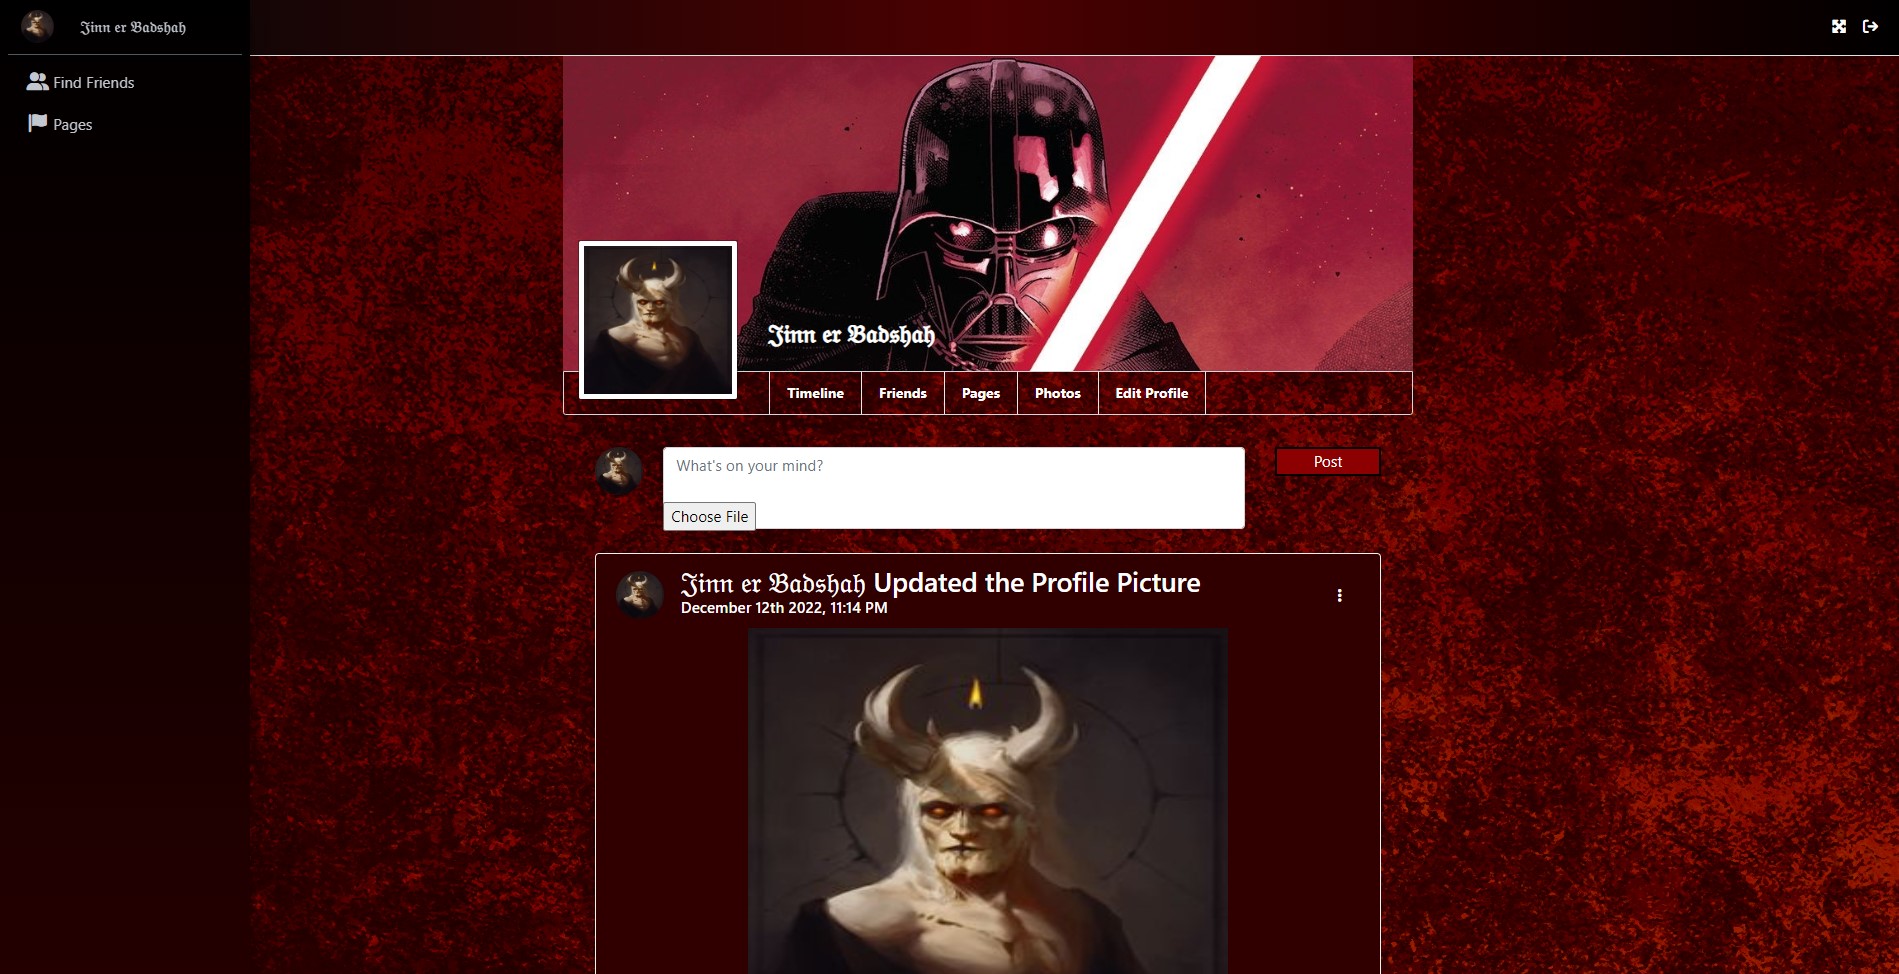 𝕵inn er 𝕭adshah
Find Friends
Pages
𝕵inn er 𝕭adshah
Timeline
Friends
Pages
Photos
Edit Profile
What's on your mind?
Post
Choose File
𝕵inn er 𝕭adshah Updated the Profile Picture
December 12th 2022, 11:14 PM